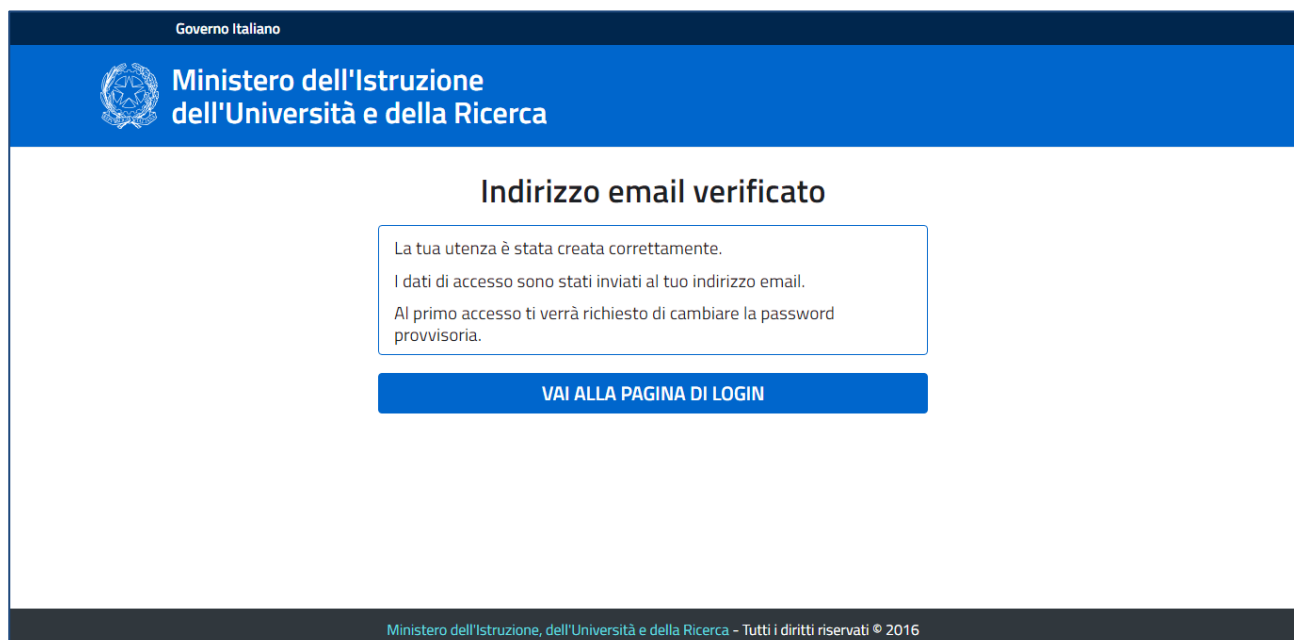 Governo Italiano
Ministero dell'Istruzione
dell'Università e della Ricerca
Indirizzo email verificato
La tua utenza è stata creata correttamente.
I dati di accesso sono stati inviati al tuo indirizzo email.
Al primo accesso ti verrà richiesto di cambiare la password
provvisoria.
VAI ALLA PAGINA DI LOGIN
Ministero dell'Istruzione, dell'Università e della Ricerca - Tutti i diritti riservati © 2016